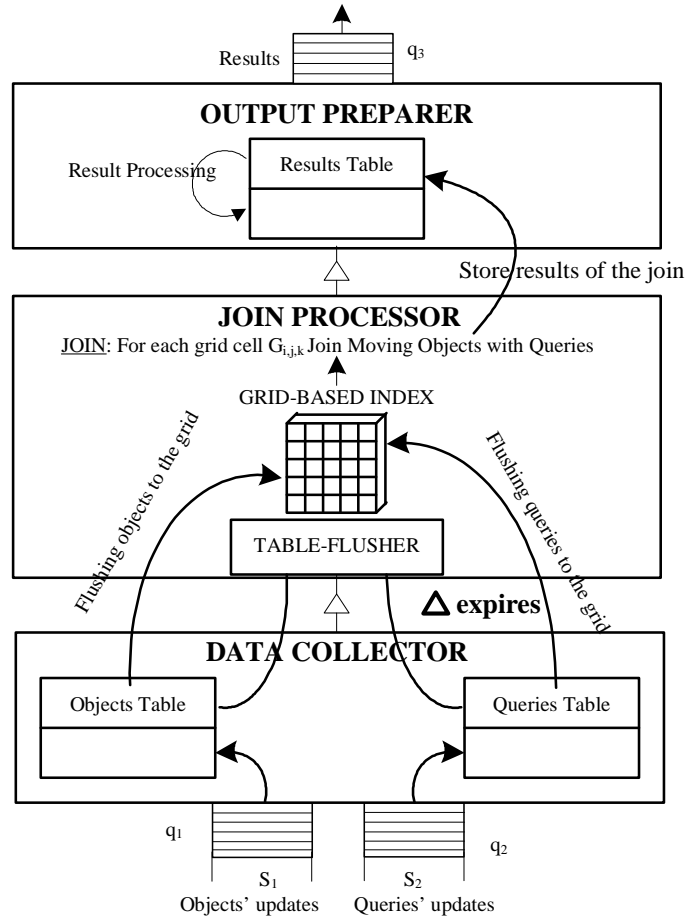 Results
q3
OUTPUT PREPARER
Results Table
Result Processing
Store results of the join
JOIN PROCESSOR
JOIN: For each grid cell Gi,j,k Join Moving Objects with Queries
GRID-BASED INDEX
Flushing objects to the grid
Flushing queries to the grid
TABLE-FLUSHER
Δ expires
DATA COLLECTOR
Objects Table
Queries Table
q1
q2
S1
S2
Objects’ updates
Queries’ updates